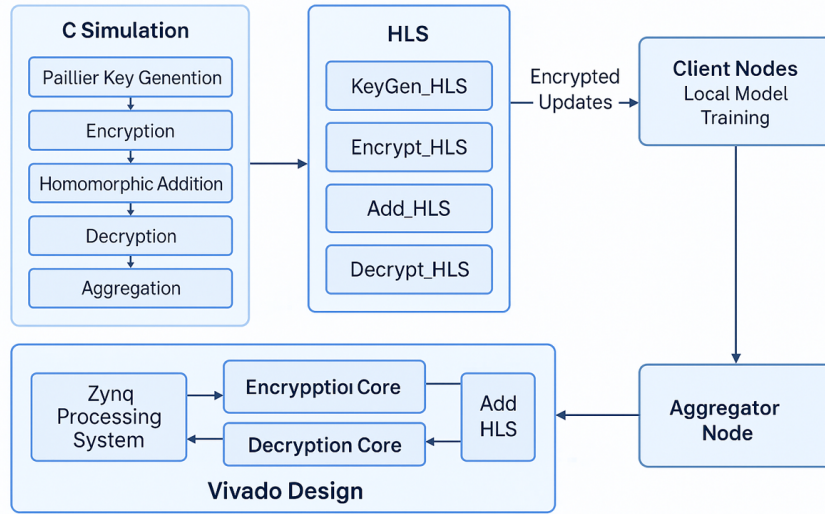 C Simulation
Paillier Key Genention
Encryption
Homomorphic Addition
Decryption
Aggregation
HLS
KeyGen_HLS
Encrypt_HLS
Add_HLS
Decrypt_HLS
Encrypted
Updates
Client Nodes
Local Model
Training
Zynq
Processing
System
Encrypptioı Core
Decryption Core
Add
HLS
Vivado Design
Aggregator
Node